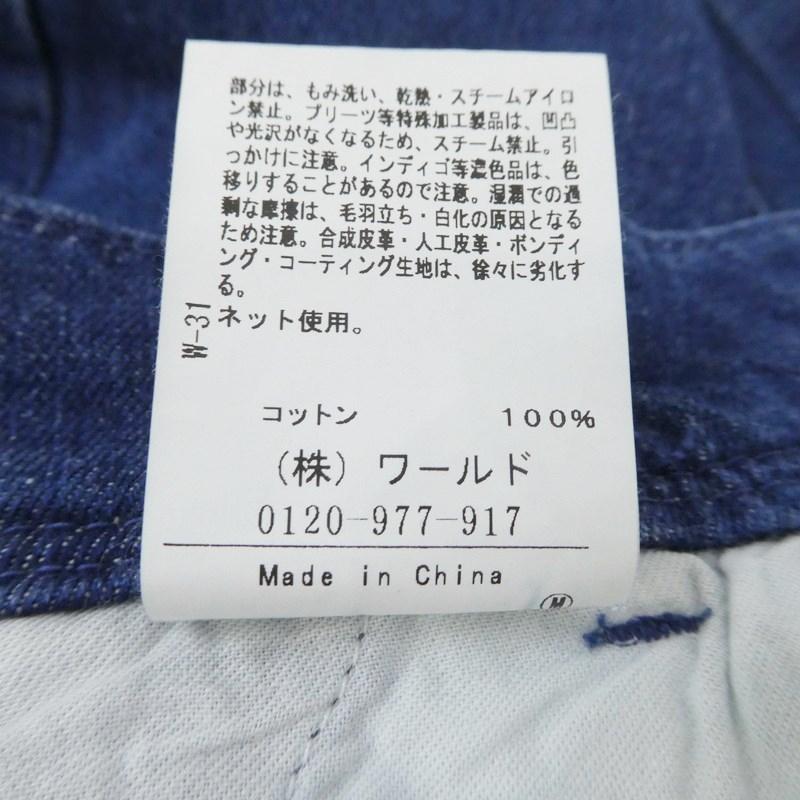 部分は、もみ洗い、乾熱・スチームアイロ
ン禁止。プリーツ等特殊加工製品は、凹凸
や光沢がなくなるため、スチーム禁止。引
っかけに注意。インディゴ等濃色品は、色
移りすることがあるので注意。湿潤での過
剰な摩擦は、毛羽立ち・白化の原因となる
ため注意。合成皮革・人工皮革・ボンディ
ング・コーティング生地は、徐々に劣化す
る。
ネット使用。
W-31
コットン 100%
(株) ワールド
0120-977-917
Made in China
M